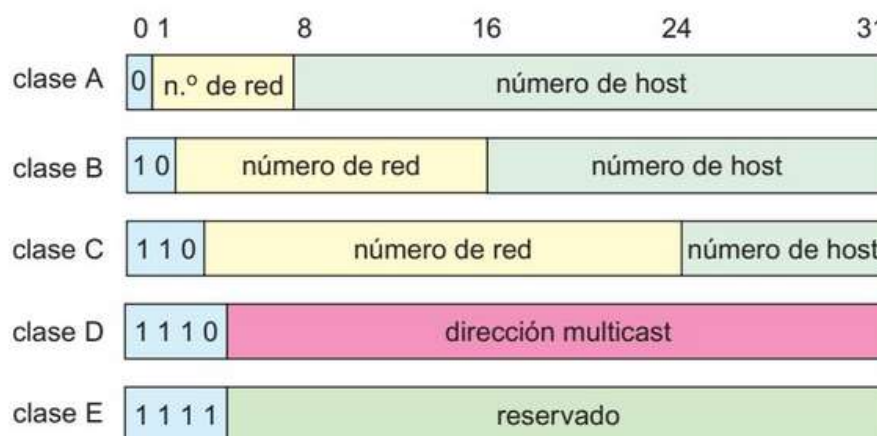 0 1 8 16 24 31
clase A 0 n.º de red número de host
clase B 1 0 número de red número de host
clase C 1 1 0 número de red número de host
clase D 1 1 1 0 dirección multicast
clase E 1 1 1 1 reservado